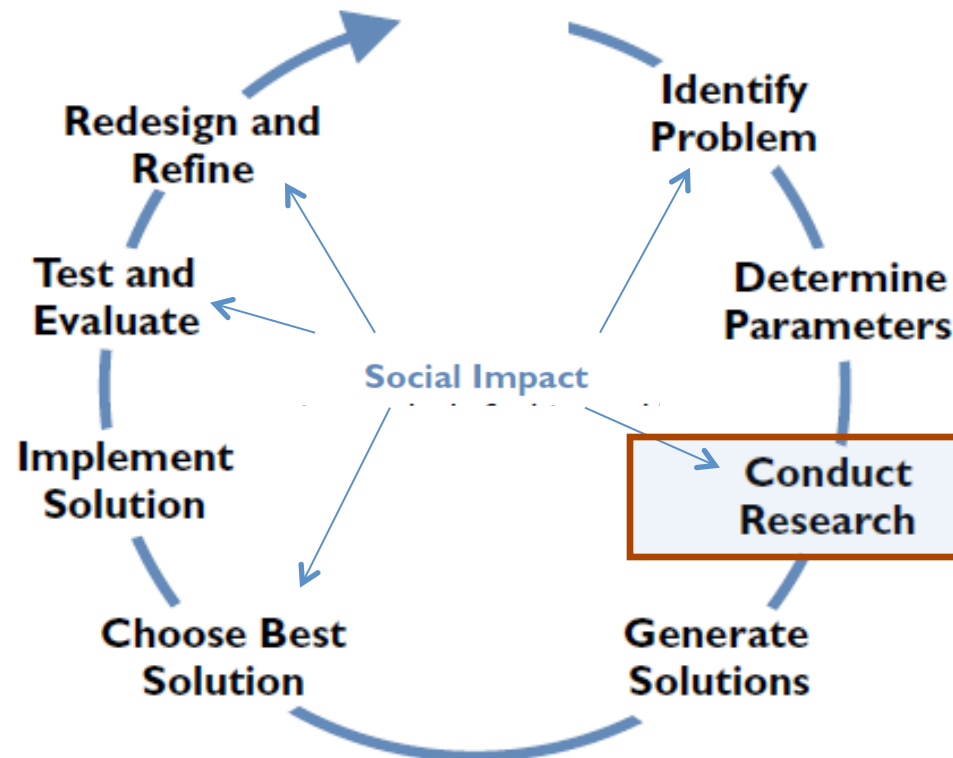 Identify
Problem
Determine
Parameters
Conduct
Research
Generate
Solutions
Choose Best
Solution
Implement
Solution
Test and
Evaluate
Redesign and
Refine
Social Impact